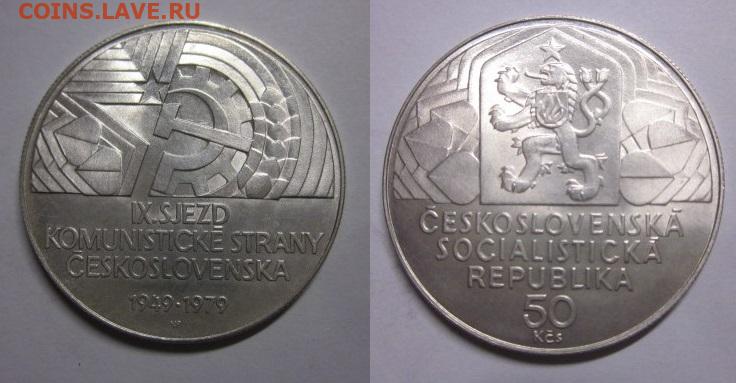 COINS.LAVE.RU
IX.SJEZD
KOMUNISTICKÉ STRANY
ČESKOSLOVENSKA
1949·1979
ČESKOSLOVENSKÁ
SOCIALISTICKÁ
REPUBLIKA
50
Kčs